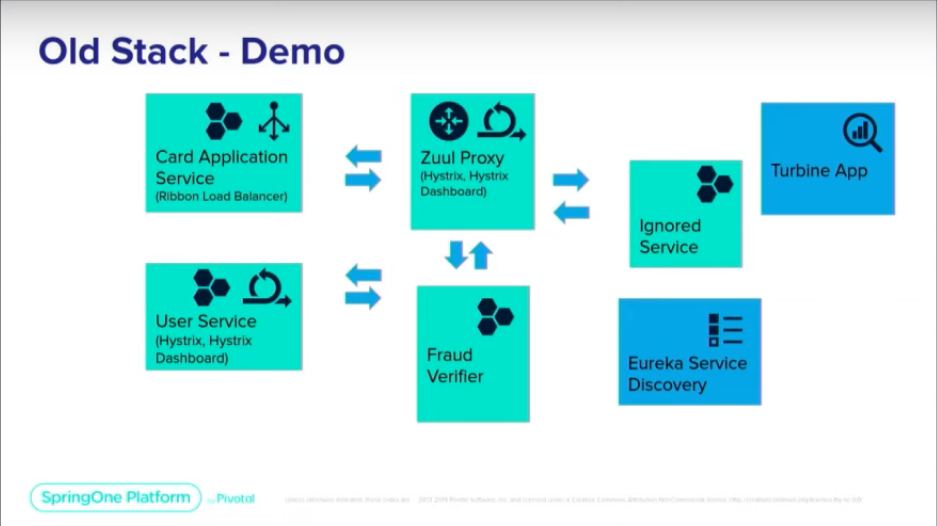 Old Stack - Demo
Card Application
Service
(Ribbon Load Balancer)
Zuul Proxy
(Hystrix, Hystrix
Dashboard)
Turbine App
Ignored
Service
User Service
(Hystrix, Hystrix
Dashboard)
Fraud
Verifier
Eureka Service
Discovery
SpringOne Platform
by Pivotal